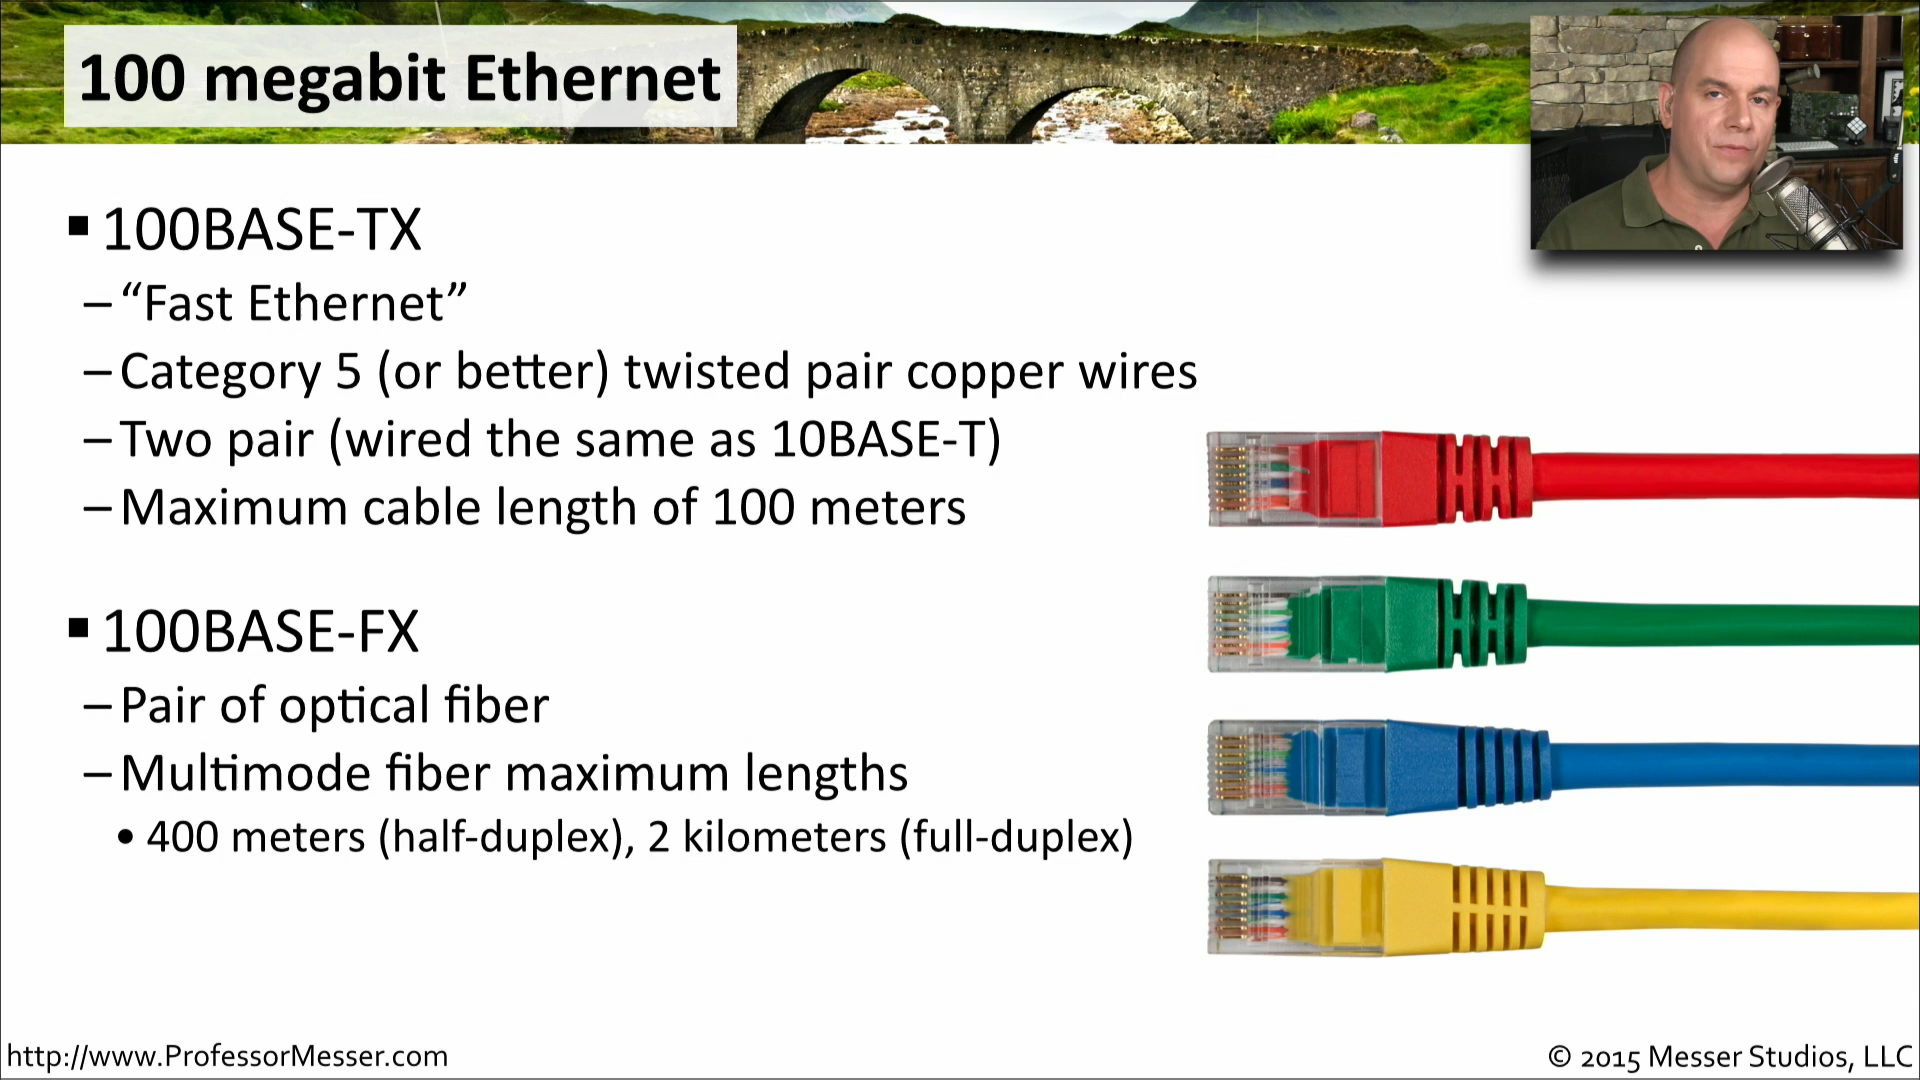 100 megabit Ethernet
▪ 100BASE-TX
– “Fast Ethernet”
– Category 5 (or better) twisted pair copper wires
– Two pair (wired the same as 10BASE-T)
– Maximum cable length of 100 meters
▪ 100BASE-FX
– Pair of optical fiber
– Multimode fiber maximum lengths
• 400 meters (half-duplex), 2 kilometers (full-duplex)
http://www.ProfessorMesser.com
© 2015 Messer Studios, LLC